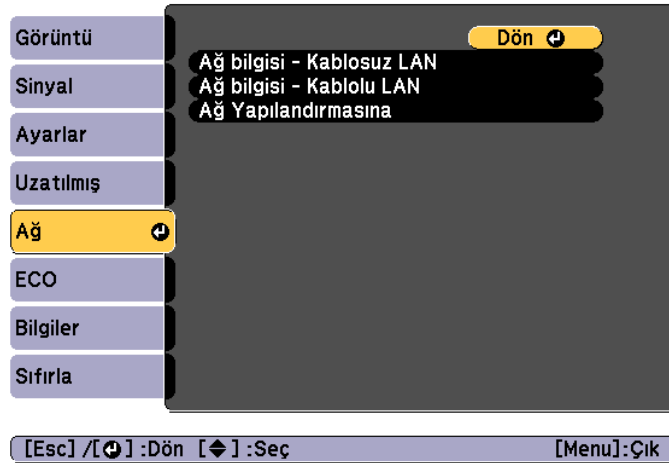 Görüntü
Sinyal
Ayarlar
Uzatılmış
Ağ
ECO
Bilgiler
Sıfırla
Dön
Ağ bilgisi - Kablosuz LAN
Ağ bilgisi - Kablolu LAN
Ağ Yapılandırmasına
[Esc] /[ ] :Dön [ ] :Seç [Menu]:Çık